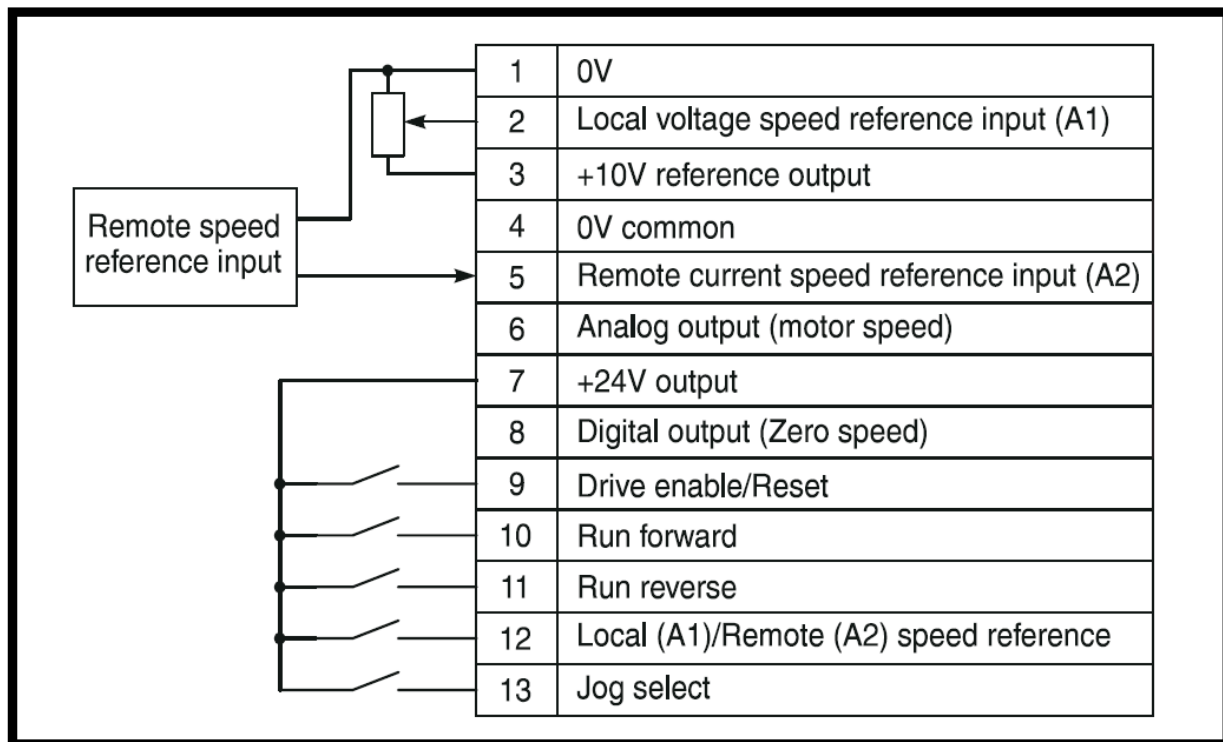 1 0V
2 Local voltage speed reference input (A1)
3 +10V reference output
Remote speed
reference input
4 0V common
5 Remote current speed reference input (A2)
6 Analog output (motor speed)
7 +24V output
8 Digital output (Zero speed)
9 Drive enable/Reset
10 Run forward
11 Run reverse
12 Local (A1)/Remote (A2) speed reference
13 Jog select